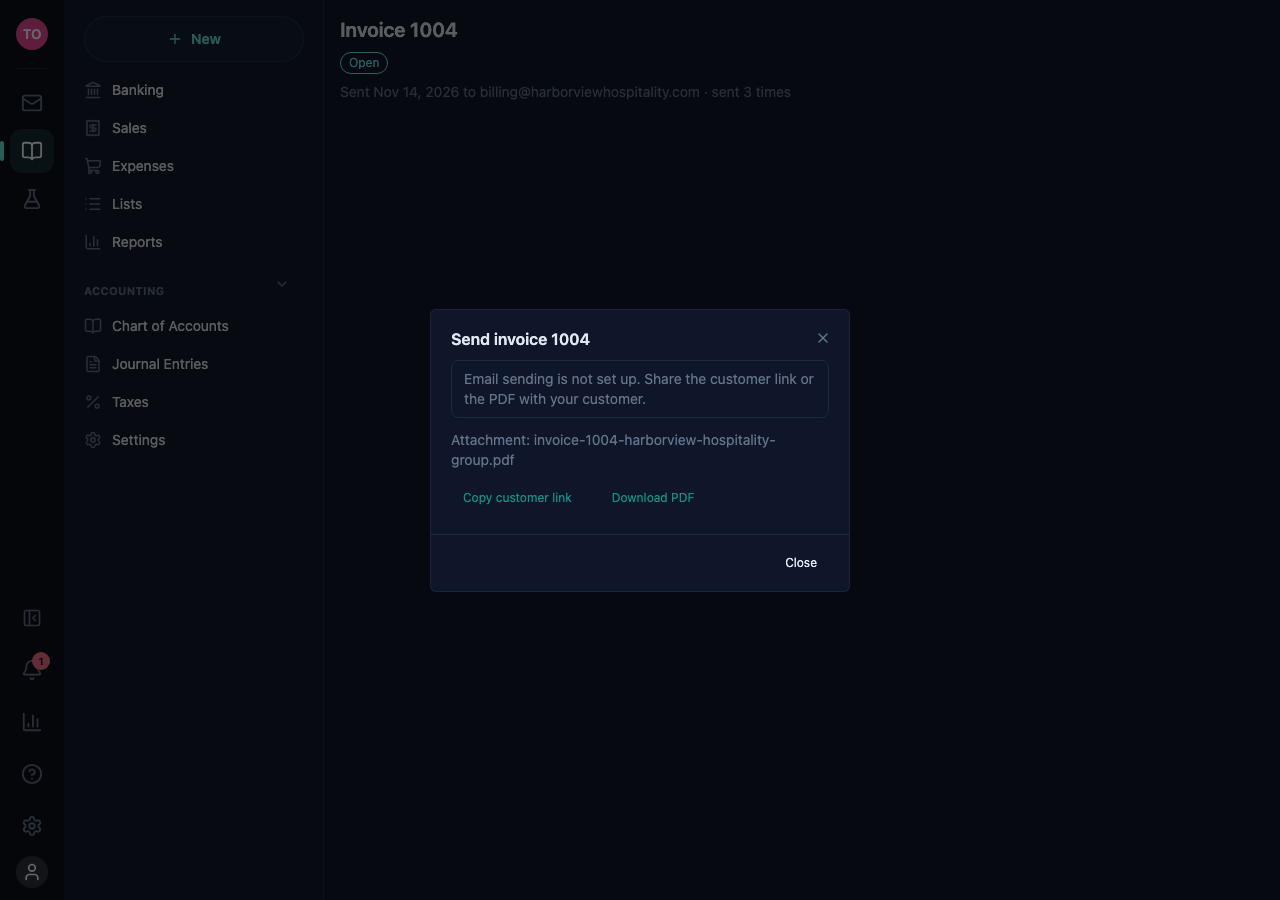 TO
New
Banking
Sales
Expenses
Lists
Reports
ACCOUNTING
Chart of Accounts
Journal Entries
Taxes
Settings
1
Invoice 1004
Open
Sent Nov 14, 2026 to billing@harborviewhospitality.com · sent 3 times
Send invoice 1004
Email sending is not set up. Share the customer link or
the PDF with your customer.
Attachment: invoice-1004-harborview-hospitality-
group.pdf
Copy customer link
Download PDF
Close